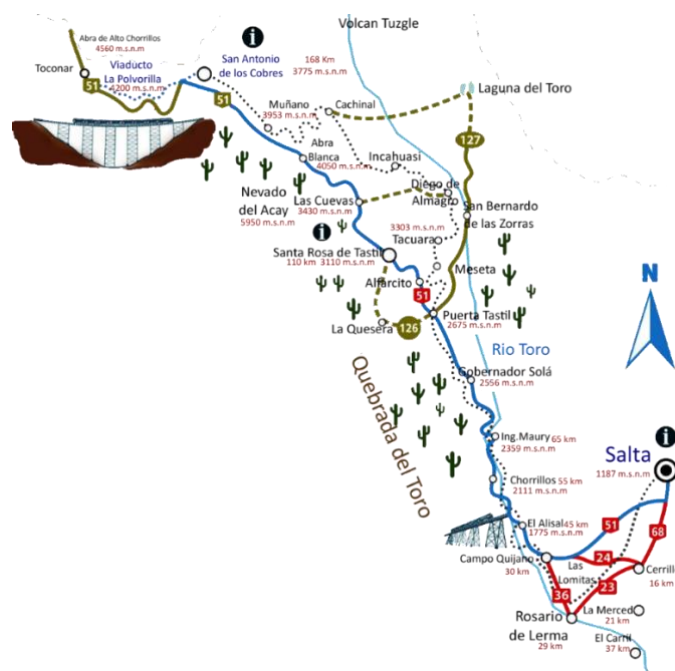 Abra de Alto Chorrillos
4560 m.s.n.m
Toconar
Viaducto
La Polvorilla
4200 m.s.n.m
51
i
San Antonio
de los Cobres
168 Km
3775 m.s.n.m
Volcan Tuzgle
51
Muñano
3953 m.s.n.m
Cachinal
Laguna del Toro
127
Abra
Blanca
4050 m.s.n.m
Incahuasi
Nevado
del Acay
5950 m.s.n.m
Las Cuevas
3430 m.s.n.m
Diego de
Almagro
San Bernardo
de las Zorras
3303 m.s.n.m
Tacuara
i
Santa Rosa de Tastil
110 km 3110 m.s.n.m
Meseta
Alfarcito
51
N
La Quesera
126
Puerta Tastil
2675 m.s.n.m
Rio Toro
Quebrada del Toro
Gobernador Solá
2556 m.s.n.m
Ing.Maury 65 km
2359 m.s.n.m
i
Salta
1187 m.s.n.m
Chorrillos 55 km
2111 m.s.n.m
El Alisal 45 km
1775 m.s.n.m
51
68
Campo Quijano
30 km
24
Las
Lomitas
23
36
Cerrillo
16 km
La Merced
21 km
Rosario
de Lerma
29 km
El Carril
37 km